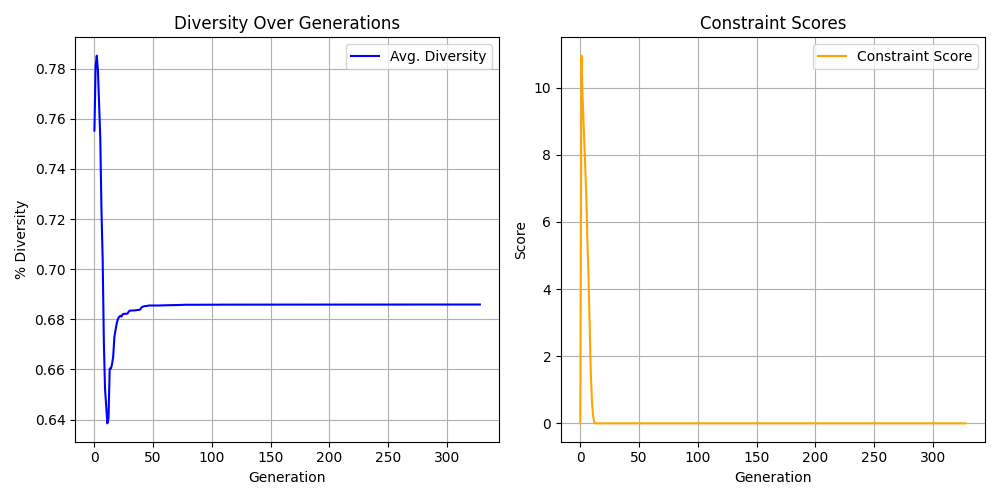 Diversity Over Generations
Avg. Diversity
% Diversity
0.78
0.76
0.74
0.72
0.70
0.68
0.66
0.64
0 50 100 150 200 250 300
Generation
Constraint Scores
Constraint Score
Score
10
8
6
4
2
0
0 50 100 150 200 250 300
Generation